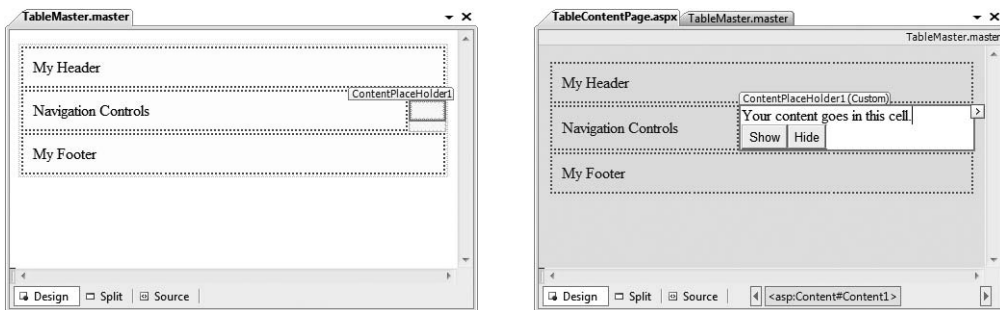 TableMaster.master
My Header
ContentPlaceHolder1
Navigation Controls
My Footer
Design Split Source
TableContentPage.aspx TableMaster.master
TableMaster.master
My Header
ContentPlaceHolder1 (Custom)
Your content goes in this cell.
Navigation Controls
Show Hide
My Footer
Design Split Source <asp:Content#Content1>